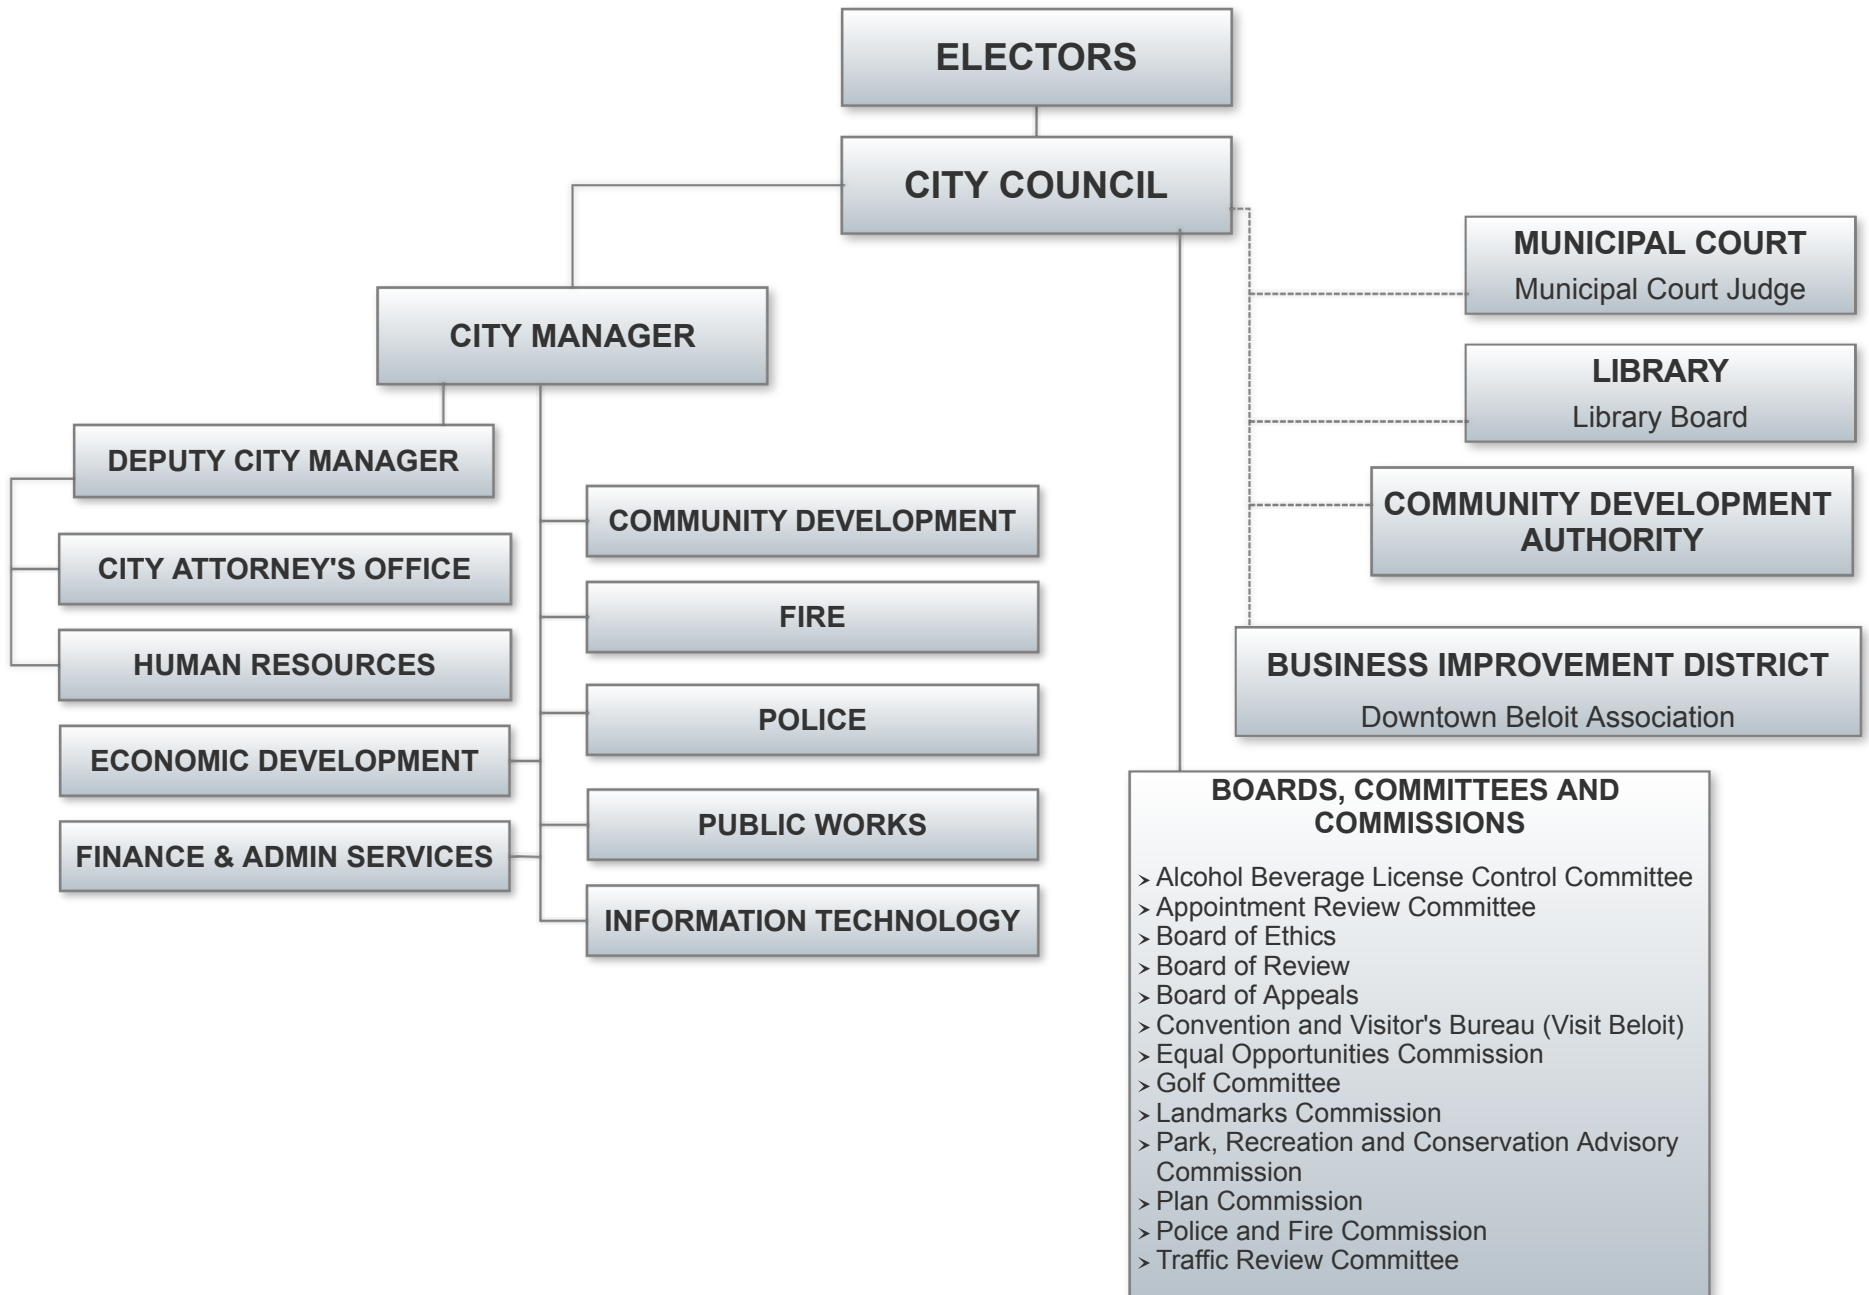 ELECTORS
CITY COUNCIL
CITY MANAGER
DEPUTY CITY MANAGER
CITY ATTORNEY'S OFFICE
HUMAN RESOURCES
ECONOMIC DEVELOPMENT
FINANCE & ADMIN SERVICES
COMMUNITY DEVELOPMENT
FIRE
POLICE
PUBLIC WORKS
INFORMATION TECHNOLOGY
MUNICIPAL COURT
Municipal Court Judge
LIBRARY
Library Board
COMMUNITY DEVELOPMENT
AUTHORITY
BUSINESS IMPROVEMENT DISTRICT
Downtown Beloit Association
BOARDS, COMMITTEES AND
COMMISSIONS
➢ Alcohol Beverage License Control Committee
➢ Appointment Review Committee
➢ Board of Ethics
➢ Board of Review
➢ Board of Appeals
➢ Convention and Visitor's Bureau (Visit Beloit)
➢ Equal Opportunities Commission
➢ Golf Committee
➢ Landmarks Commission
➢ Park, Recreation and Conservation Advisory
Commission
➢ Plan Commission
➢ Police and Fire Commission
➢ Traffic Review Committee